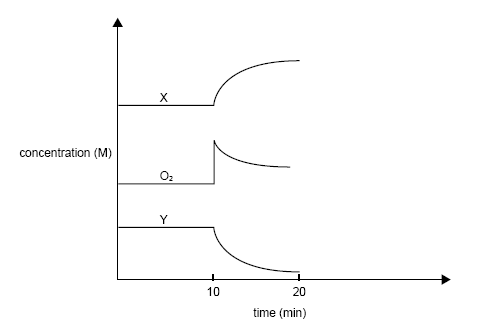 X
concentration (M)
O₂
Y
10 20
time (min)